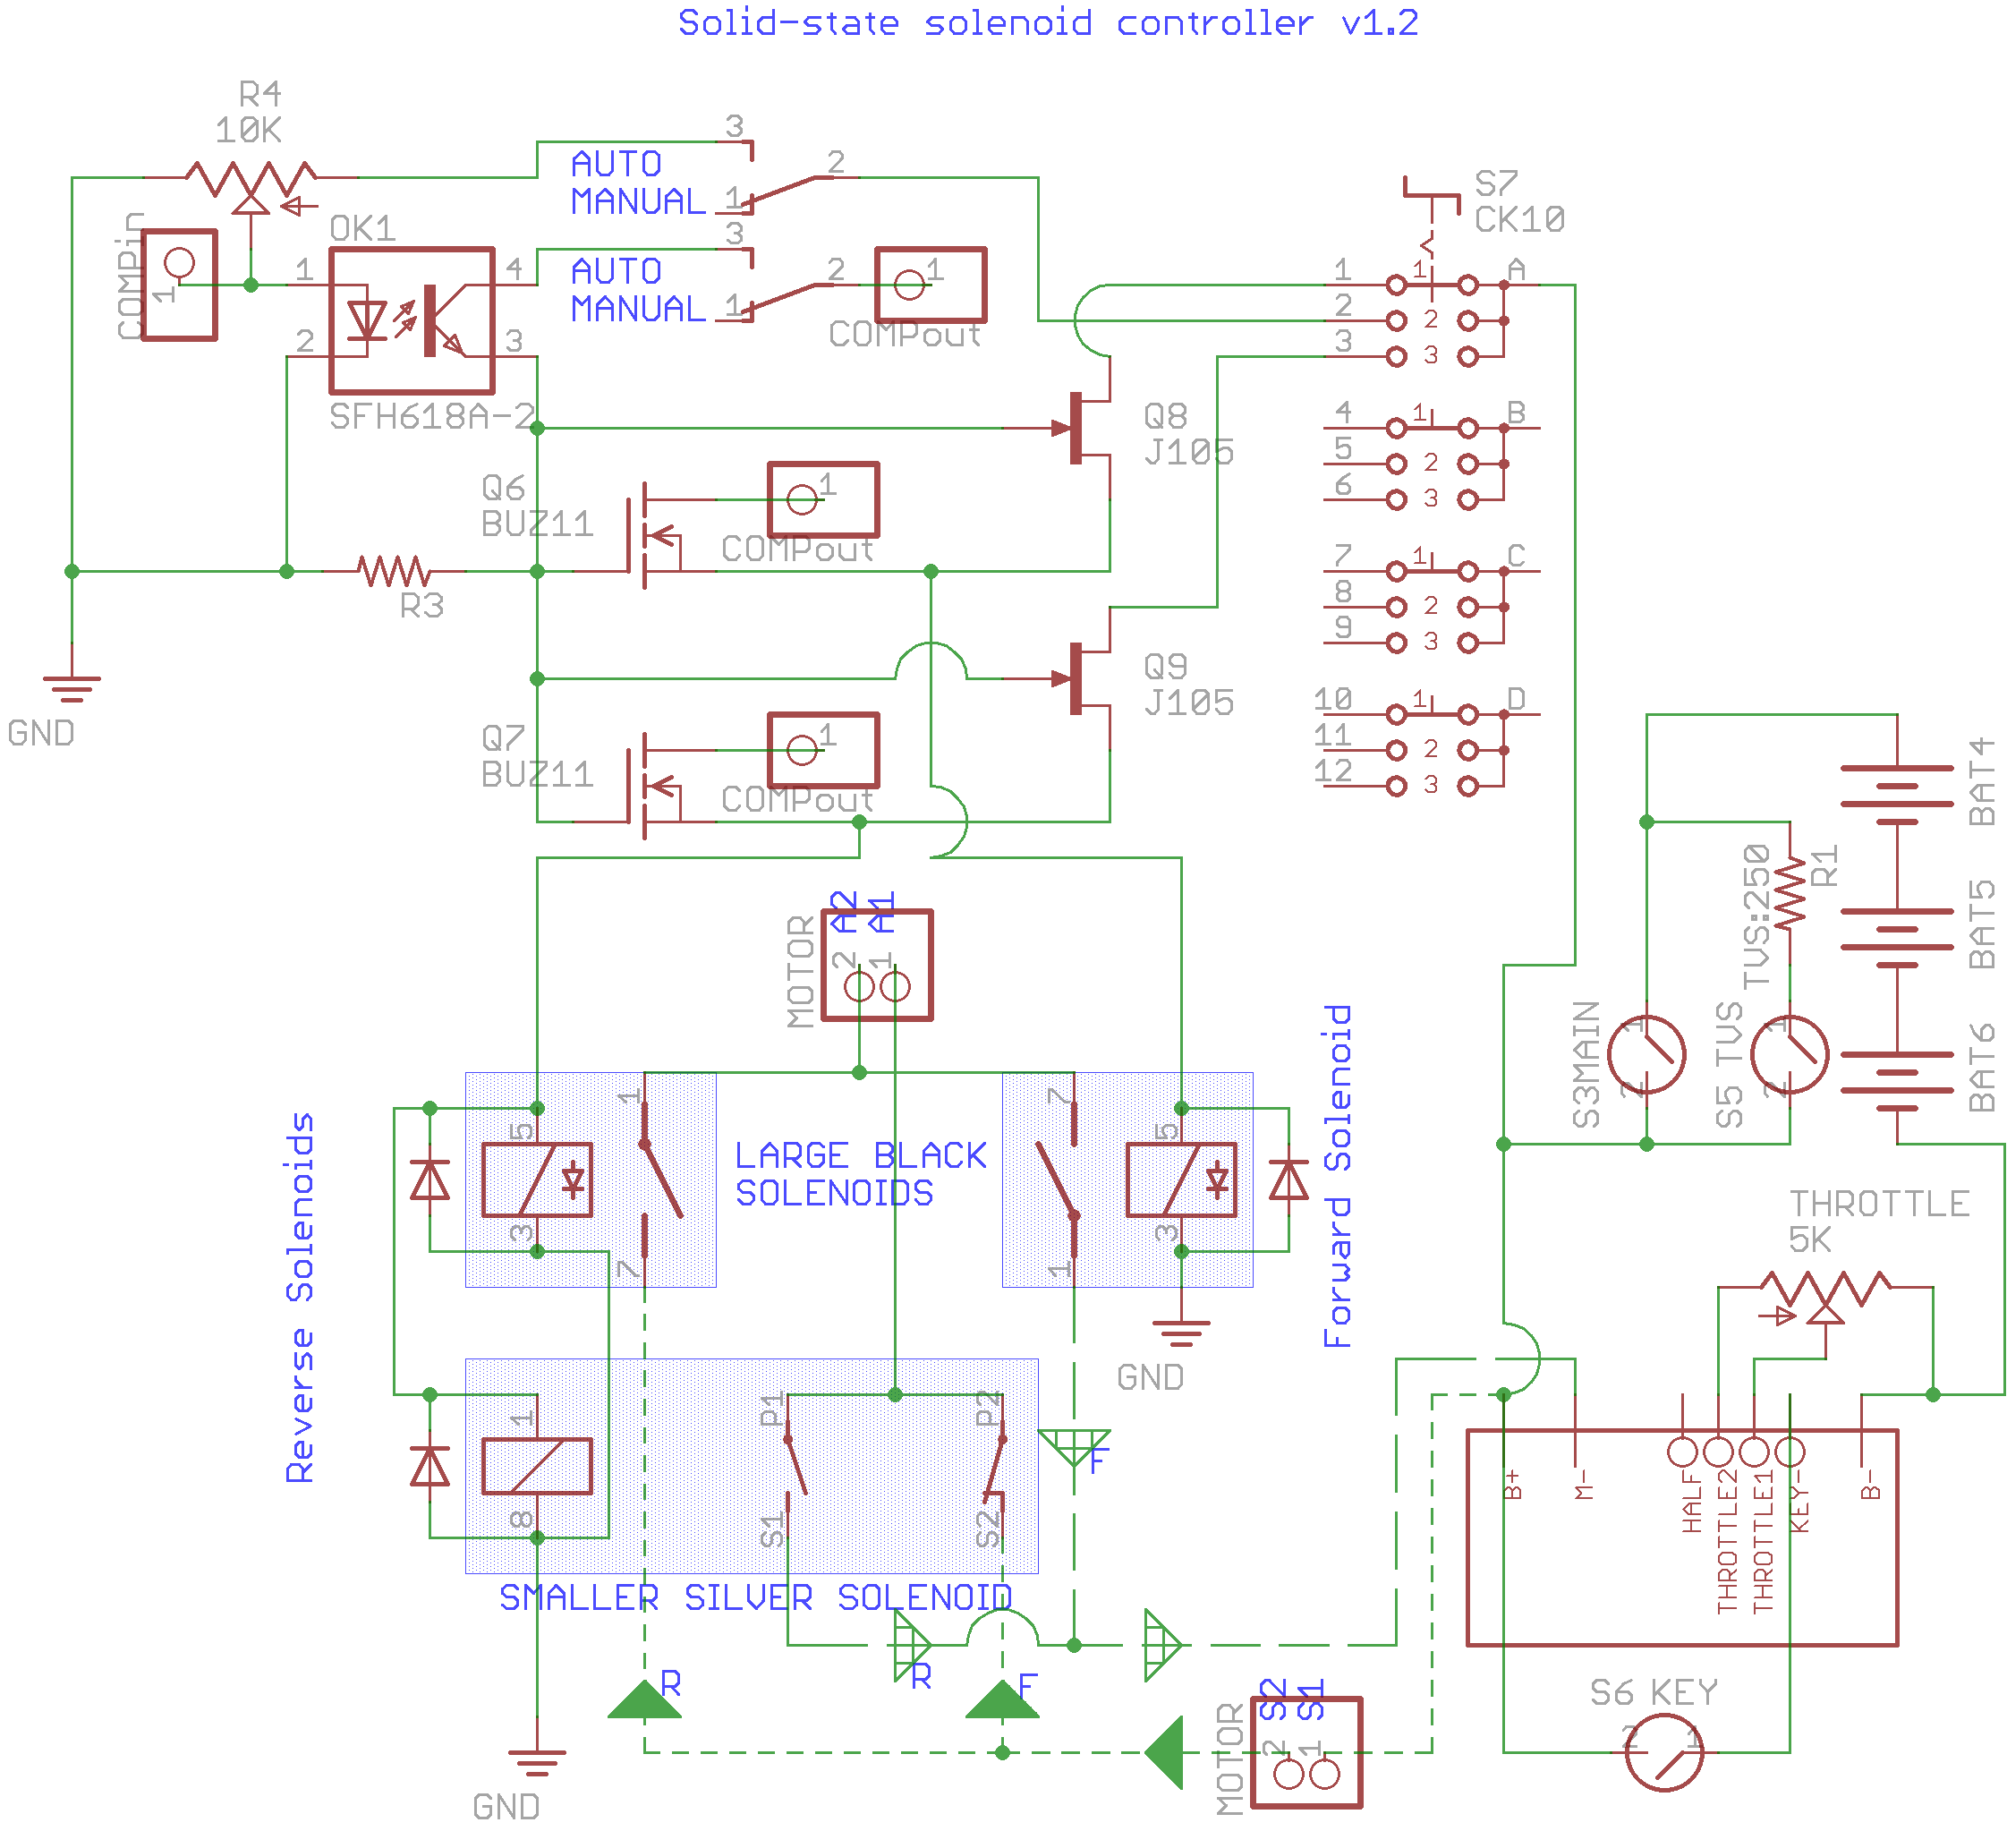 Solid-state solenoid controller v1.2
R4
10K
3
AUTO
MANUAL
1
2
S7
CK10
COMPin
1
OK1
1
2
4
3
SFH618A-2
3
AUTO
MANUAL
1
2
1
COMPout
1
2
3
1
2
3
A
4
5
6
1
2
3
B
7
8
9
1
2
3
C
10
11
12
1
2
3
D
Q8
J105
Q6
BUZ11
1
COMPout
R3
GND
Q9
J105
Q7
BUZ11
1
COMPout
BAT4
BAT5
BAT6
TVS:250
R1
S3MAIN
1
2
S5 TVS
1
2
MOTOR
A2
A1
2
1
Reverse Solenoids
5
3
1
7
LARGE BLACK
SOLENOIDS
7
1
5
3
Forward Solenoid
GND
THROTTLE
5K
1
8
P1
S1
P2
S2
SMALLER SILVER SOLENOID
F
R
R
F
GND
MOTOR
S2
S1
2
1
B+
M-
HALF
THROTTLE2
THROTTLE1
KEY-
B-
S6 KEY
2
1